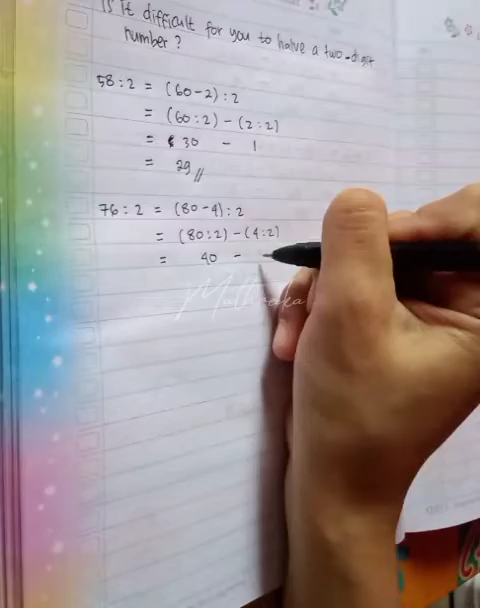 Is it difficult for you to halve a two-digit
number?
58 : 2 = (60-2) : 2
= (60 : 2) - (2 : 2)
= 30 - 1
= 29 //
76 : 2 = (80-4) : 2
= (80 : 2) - (4 : 2)
= 40 -